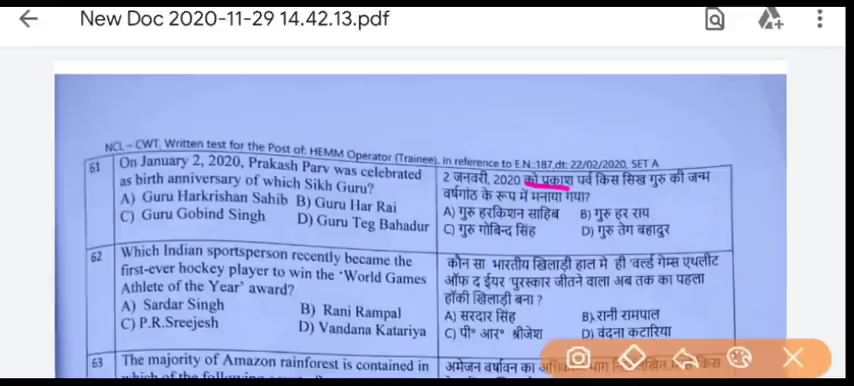 New Doc 2020-11-29 14.42.13.pdf
NCL – CWT, Written test for the Post of: HEMM Operator (Trainee), in reference to E.N.:187,dt: 22/02/2020, SET A
61
On January 2, 2020, Prakash Parv was celebrated
as birth anniversary of which Sikh Guru?
A) Guru Harkrishan Sahib B) Guru Har Rai
C) Guru Gobind Singh D) Guru Teg Bahadur
2 जनवरी, 2020 को प्रकाश पर्व किस सिख गुरु की जन्म
वर्षगांठ के रूप में मनाया गया?
A) गुरु हरकिशन साहिब B) गुरु हर राय
C) गुरु गोबिन्द सिंह D) गुरु तेग बहादुर
62
Which Indian sportsperson recently became the
first-ever hockey player to win the ‘World Games
Athlete of the Year’ award?
A) Sardar Singh B) Rani Rampal
C) P.R.Sreejesh D) Vandana Katariya
कौन सा भारतीय खिलाड़ी हाल मे ही 'वर्ल्ड गेम्स एथलीट
ऑफ द ईयर 'पुरस्कार जीतने वाला अब तक का पहला
हॉकी खिलाड़ी बना ?
A) सरदार सिंह B).रानी रामपाल
C) पी॰ आर॰ श्रीजेश D) वंदना कटारिया
63
The majority of Amazon rainforest is contained in
which of the following
अमेजन वर्षावन का